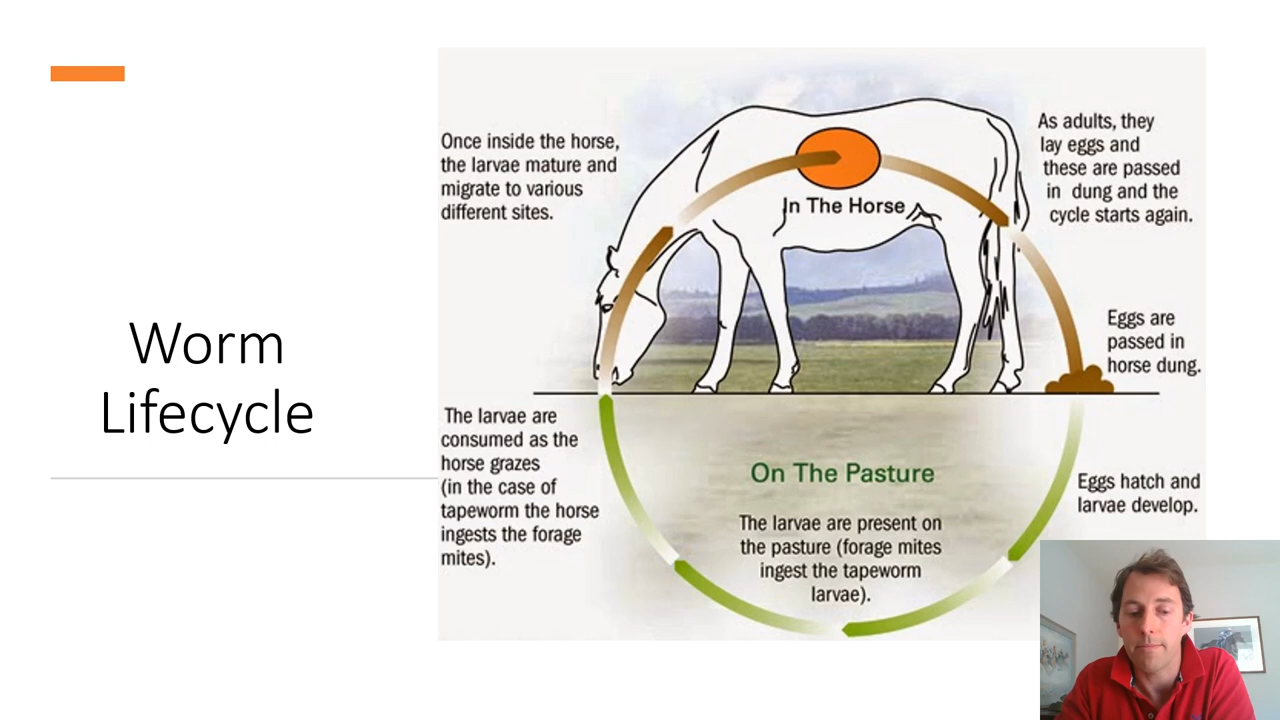 Worm
Lifecycle
Once inside the horse,
the larvae mature and
migrate to various
different sites.
As adults, they
lay eggs and
these are passed
in dung and the
cycle starts again.
In The Horse
Eggs are
passed in
horse dung.
The larvae are
consumed as the
horse grazes
(in the case of
tapeworm the horse
ingests the forage
mites).
On The Pasture
The larvae are present on
the pasture (forage mites
ingest the tapeworm
larvae).
Eggs hatch and
larvae develop.